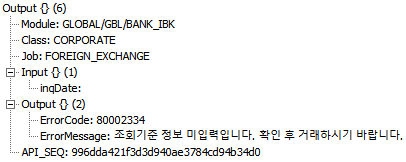 Output {} (6)
Module: GLOBAL/GBL/BANK_IBK
Class: CORPORATE
Job: FOREIGN_EXCHANGE
Input {} (1)
inqDate:
Output {} (2)
ErrorCode: 80002334
ErrorMessage: 조회기준 정보 미입력입니다. 확인 후 거래하시기 바랍니다.
API_SEQ: 996dda421f3d3d940ae3784cd94b34d0